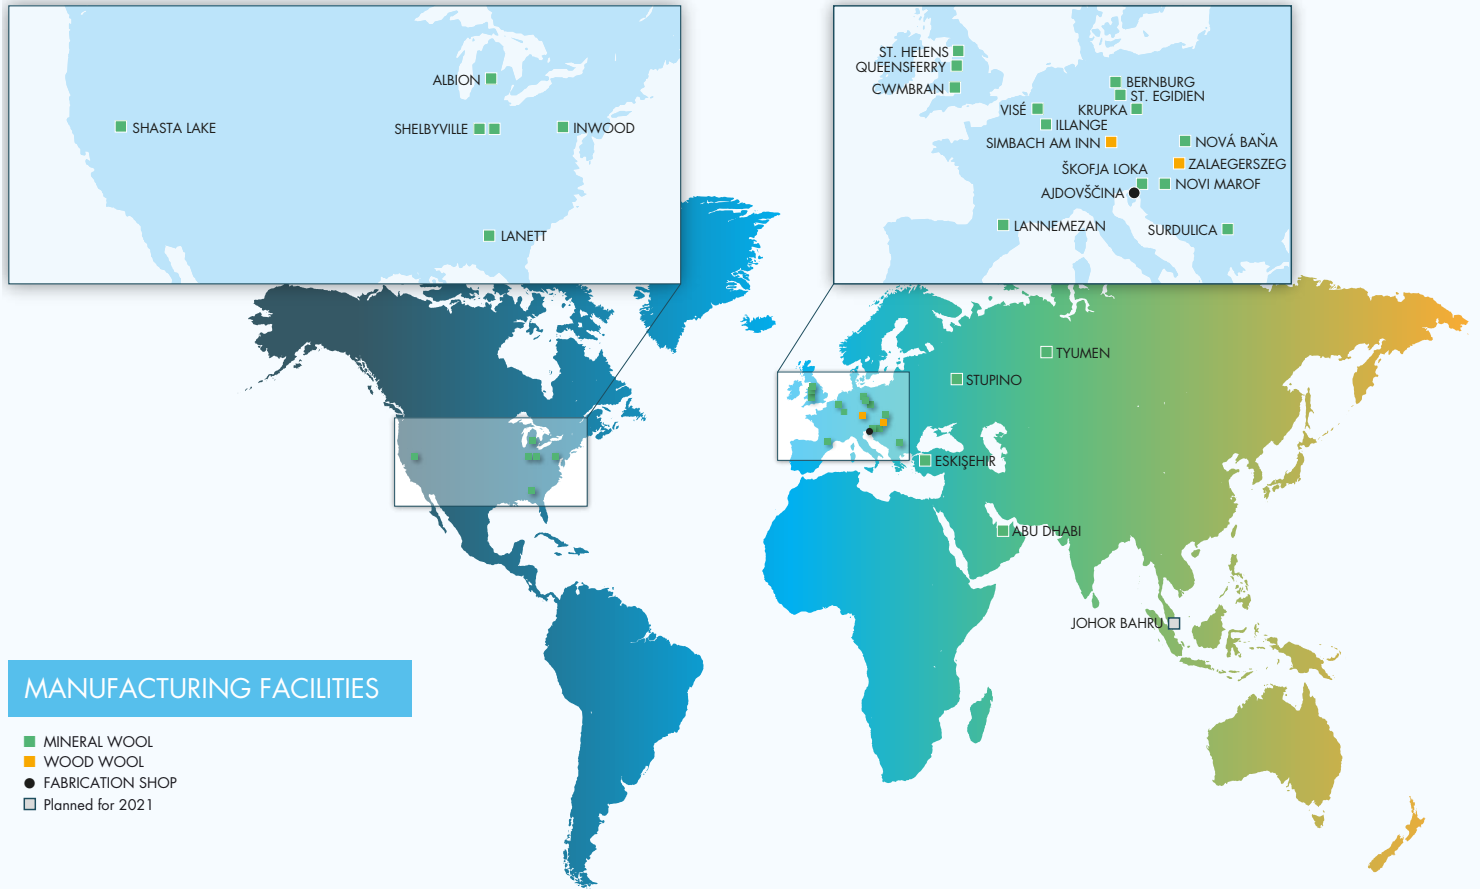 ALBION
SHASTA LAKE
SHELBYVILLE
INWOOD
LANETT
ST. HELENS
QUEENSFERRY
CWMBRAN
BERNBURG
ST. EGIDIEN
VISÉ
KRUPKA
ILLANGE
SIMBACH AM INN
NOVÁ BAŇA
ZALAEGERSZEG
ŠKOFJA LOKA
NOVI MAROF
AJDOVŠČINA
LANNEMEZAN
SURDULICA
TYUMEN
STUPINO
ESKIŞEHIR
ABU DHABI
JOHOR BAHRU
MANUFACTURING FACILITIES
MINERAL WOOL
WOOD WOOL
FABRICATION SHOP
Planned for 2021